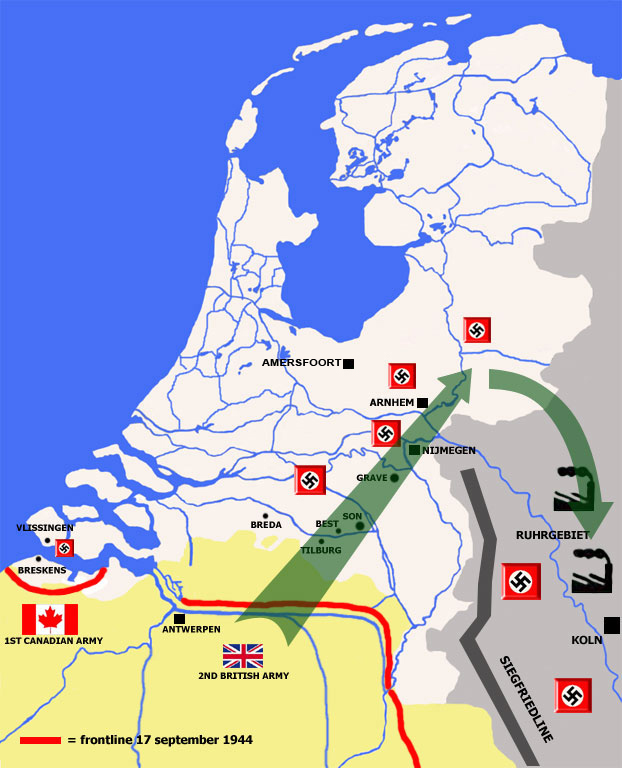 AMERSFOORT
ARNHEM
NIJMEGEN
GRAVE
SON
BREDA
BEST
TILBURG
VLISSINGEN
BRESKENS
RUHRGEBIET
1ST CANADIAN ARMY
ANTWERPEN
2ND BRITISH ARMY
KOLN
SIEGFRIEDLINE
= frontline 17 september 1944